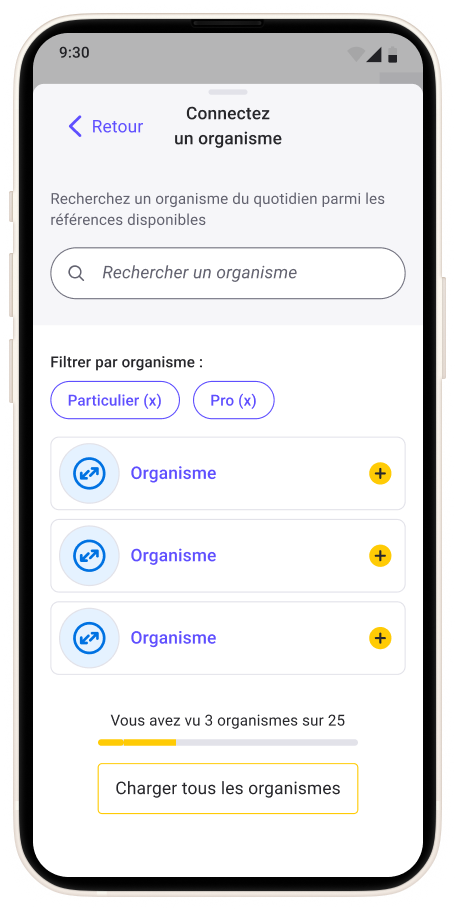 9:30
Retour
Connectez
un organisme
Recherchez un organisme du quotidien parmi les
références disponibles
Rechercher un organisme
Filtrer par organisme :
Particulier (x)
Pro (x)
Organisme
Organisme
Organisme
Vous avez vu 3 organismes sur 25
Charger tous les organismes